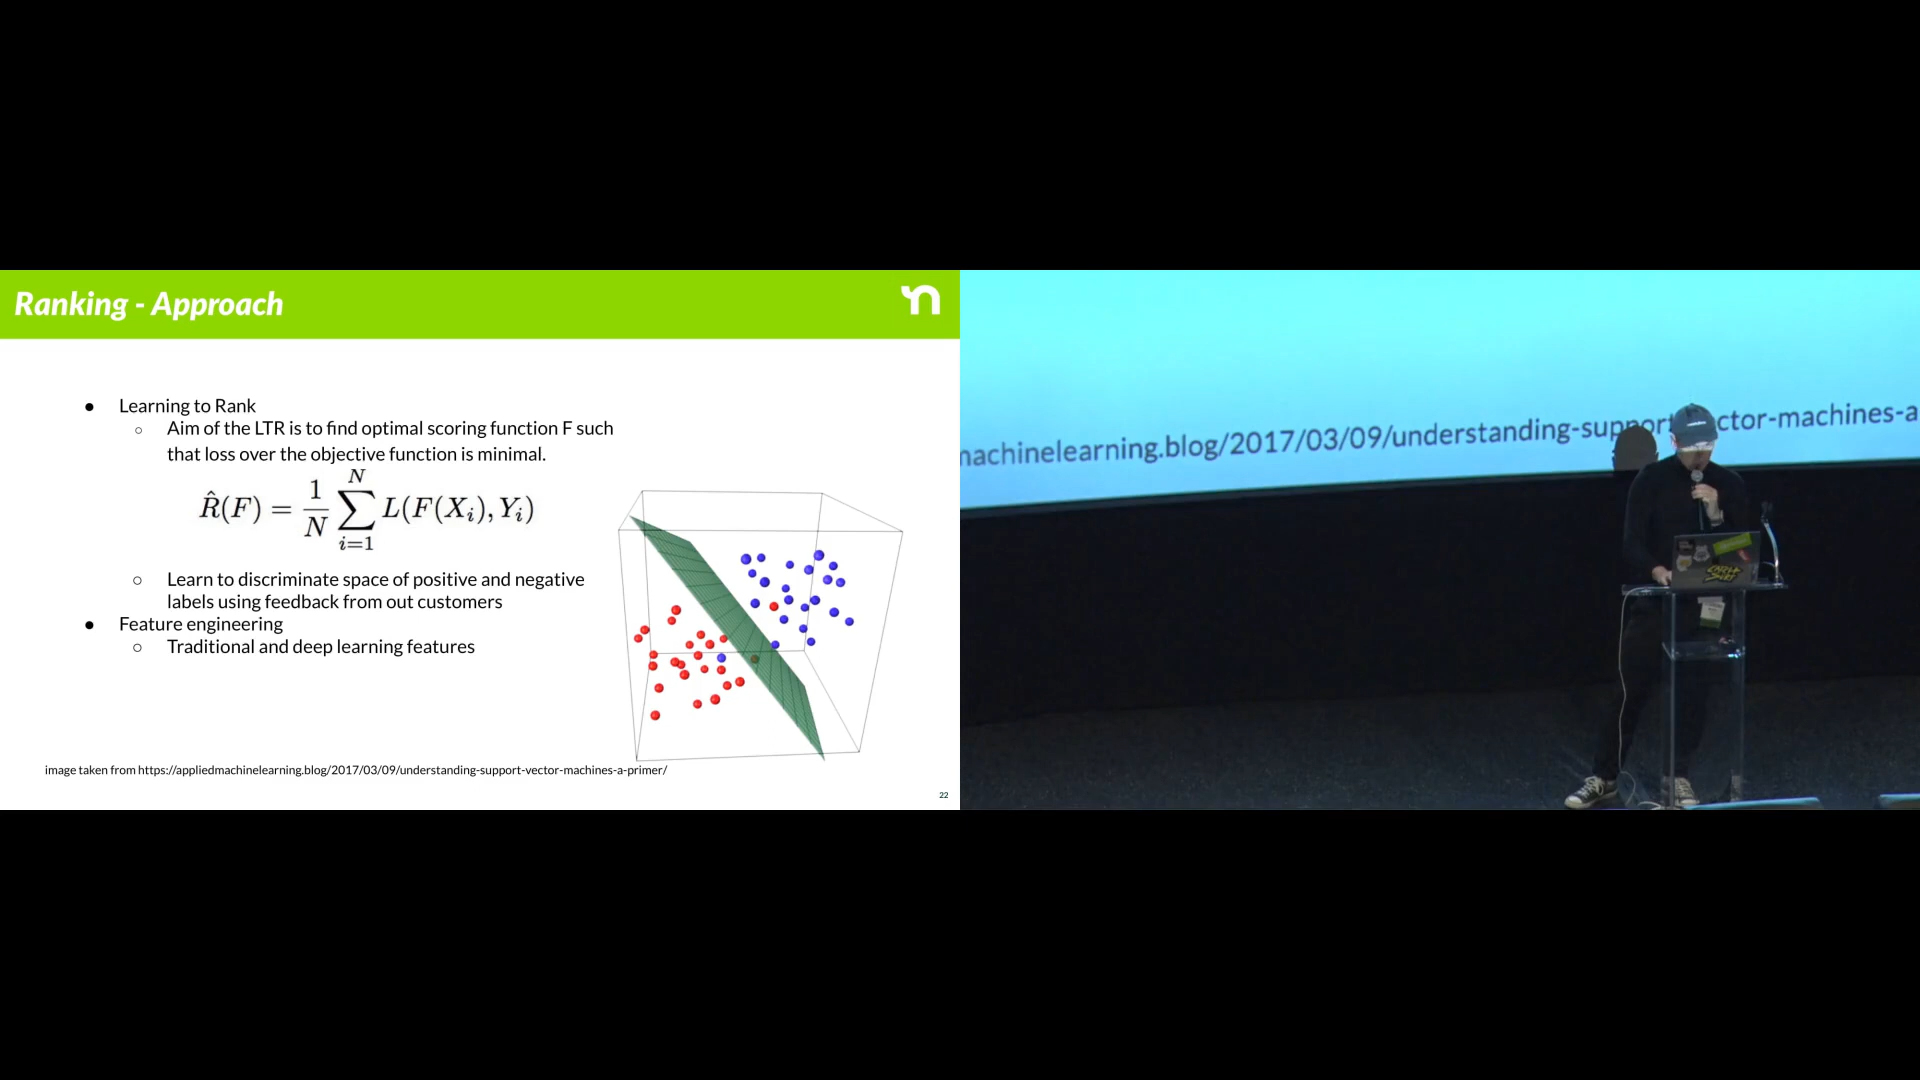 Ranking - Approach
● Learning to Rank
○ Aim of the LTR is to find optimal scoring function F such
that loss over the objective function is minimal.
R̂(F) = 1/N ∑_{i=1}^{N} L(F(X_i), Y_i)
○ Learn to discriminate space of positive and negative
labels using feedback from out customers
● Feature engineering
○ Traditional and deep learning features
image taken from https://appliedmachinelearning.blog/2017/03/09/understanding-support-vector-machines-a-primer/
22
machinelearning.blog/2017/03/09/understanding-support-vector-machines-a